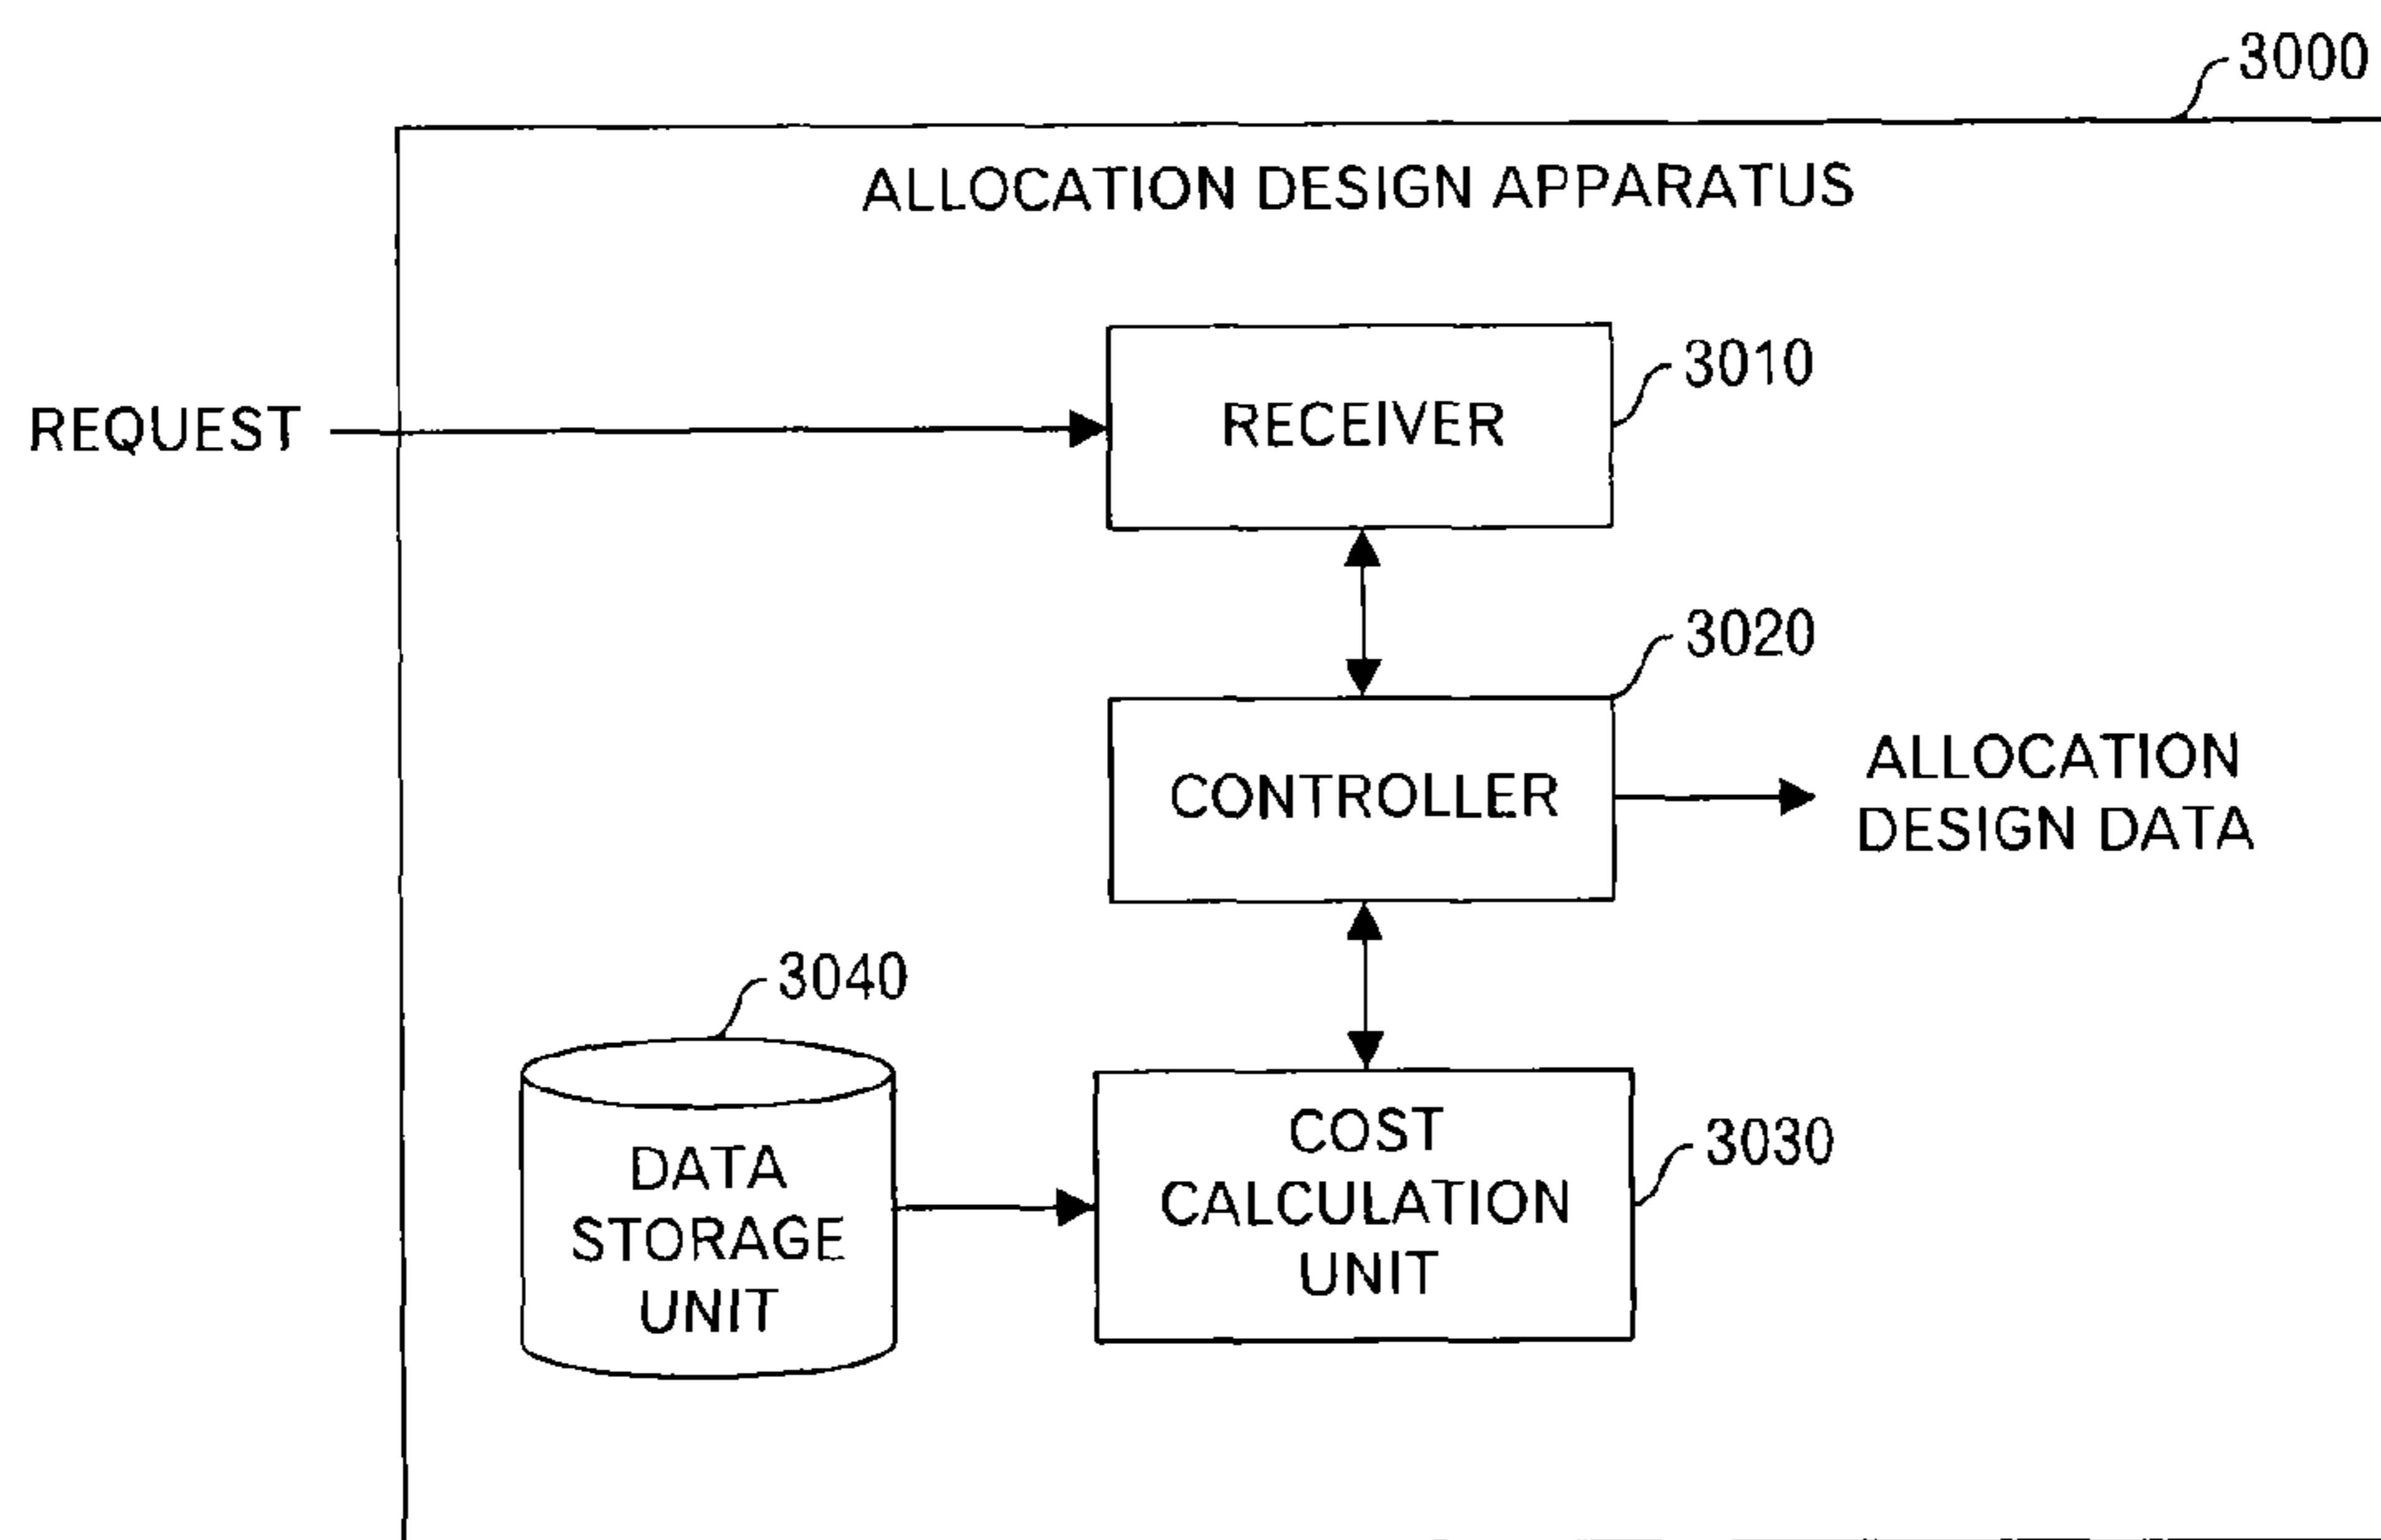 3000
ALLOCATION DESIGN APPARATUS
3010
REQUEST
RECEIVER
3020
CONTROLLER
ALLOCATION
DESIGN DATA
3040
DATA
STORAGE
UNIT
COST
CALCULATION
UNIT
3030